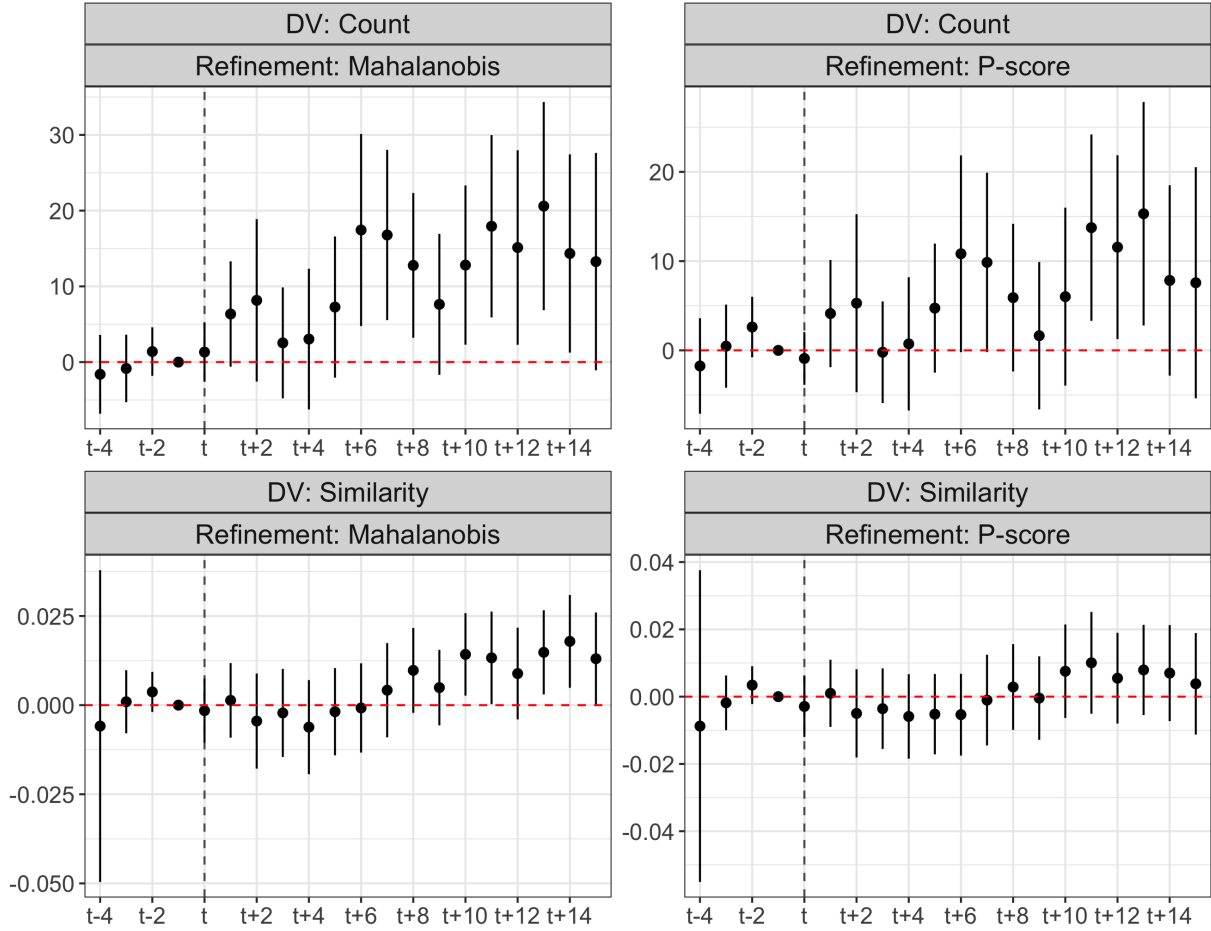 DV: Count
Refinement: Mahalanobis
30
20
10
0
t-4 t-2 t t+2 t+4 t+6 t+8 t+10 t+12 t+14
DV: Count
Refinement: P-score
20
10
0
t-4 t-2 t t+2 t+4 t+6 t+8 t+10 t+12 t+14
DV: Similarity
Refinement: Mahalanobis
0.025
0.000
-0.025
-0.050
t-4 t-2 t t+2 t+4 t+6 t+8 t+10 t+12 t+14
DV: Similarity
Refinement: P-score
0.04
0.02
0.00
-0.02
-0.04
t-4 t-2 t t+2 t+4 t+6 t+8 t+10 t+12 t+14